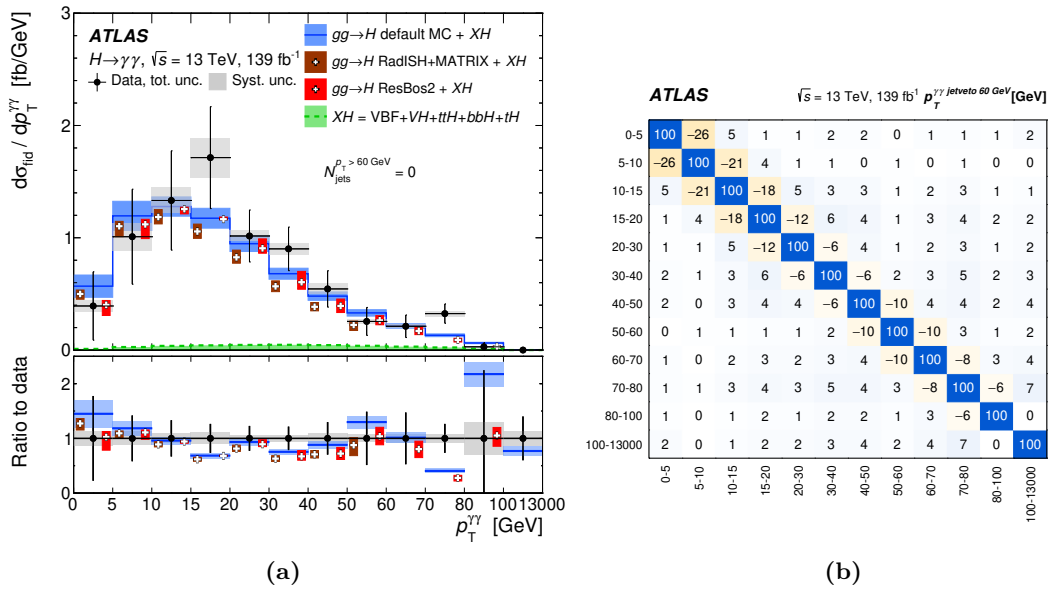 ATLAS
H→γγ, √s = 13 TeV, 139 fb⁻¹
Data, tot. unc. Syst. unc.
gg→H default MC + XH
gg→H RadISH+MATRIX + XH
gg→H ResBos2 + XH
XH = VBF+VH+ttH+bbH+tH
N_jets^{p_T > 60 GeV} = 0
dσ_fid / dp_T^{γγ} [fb/GeV]
3
2
1
0
Ratio to data
2
1
0
0 5 10 15 20 30 40 50 60 70 80 100 13000
p_T^{γγ} [GeV]
(a)
ATLAS √s = 13 TeV, 139 fb⁻¹ p_T^{γγ jetveto 60 GeV}[GeV]
0-5 100 −26 5 1 1 2 2 0 1 1 1 2
5-10 −26 100 −21 4 1 1 0 1 0 1 0 0
10-15 5 −21 100 −18 5 3 3 1 2 3 1 1
15-20 1 4 −18 100 −12 6 4 1 3 4 2 2
20-30 1 1 5 −12 100 −6 4 1 2 3 1 2
30-40 2 1 3 6 −6 100 −6 2 3 5 2 3
40-50 2 0 3 4 4 −6 100 −10 4 4 2 4
50-60 0 1 1 1 1 2 −10 100 −10 3 1 2
60-70 1 0 2 3 2 3 4 −10 100 −8 3 4
70-80 1 1 3 4 3 5 4 3 −8 100 −6 7
80-100 1 0 1 2 1 2 2 1 3 −6 100 0
100-13000 2 0 1 2 2 3 4 2 4 7 0 100
0-5 5-10 10-15 15-20 20-30 30-40 40-50 50-60 60-70 70-80 80-100 100-13000
(b)